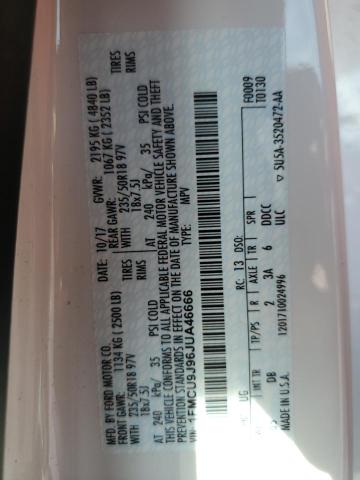 MFD. BY FORD MOTOR CO.
DATE: 10/17
GVWR: 2195 KG ( 4840 LB)
FRONT GAWR: 1134 KG ( 2500 LB)
REAR GAWR: 1067 KG ( 2352 LB)
WITH 235/50R18 97V TIRES
WITH 235/50R18 97V TIRES
18x7.5J RIMS
18x7.5J RIMS
AT 240 kPa/ 35 PSI COLD
AT 240 kPa/ 35 PSI COLD
THIS VEHICLE CONFORMS TO ALL APPLICABLE FEDERAL MOTOR VEHICLE SAFETY AND THEFT PREVENTION STANDARDS IN EFFECT ON THE DATE OF MANUFACTURE SHOWN ABOVE.
VIN: 1FMCU9J96JUA46666
TYPE: MPV
F0009
T0130
UG RC: 13 DSO:
INT TR TP/PS R AXLE TR SPR
DB 2 3A 6 DDCC
MADE IN U.S.A. 1201710024996 ULC
5U5A-3520472-AA